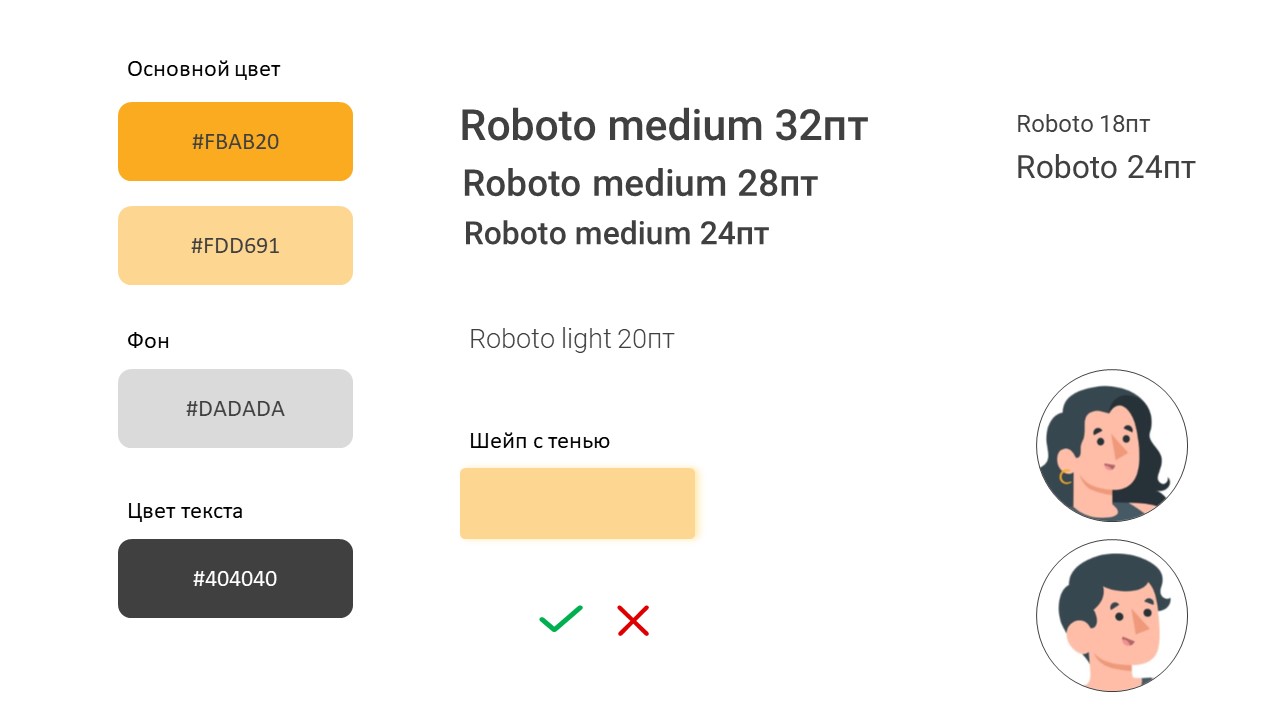 Основной цвет
#FBAB20
#FDD691
Фон
#DADADA
Цвет текста
#404040
Roboto medium 32пт
Roboto medium 28пт
Roboto medium 24пт
Roboto light 20пт
Шейп с тенью
Roboto 18пт
Roboto 24пт